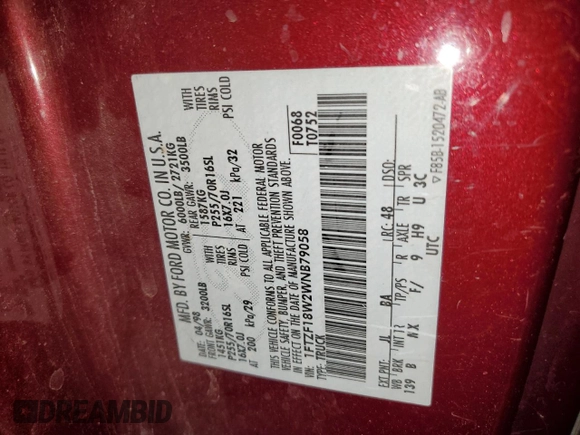 MFD. BY FORD MOTOR CO. IN U.S.A.
DATE: 04/98 GVWR: 6000LB/ 2721KG
FRONT GAWR: 3200LB REAR GAWR: 3500LB
1451KG 1587KG WITH
P255/70R16SL P255/70R16SL TIRES
16X7.0J 16X7.0J RIMS
AT 200 kPa/29 PSI COLD AT 221 kPa/32 PSI COLD
WITH
TIRES
RIMS
THIS VEHICLE CONFORMS TO ALL APPLICABLE FEDERAL MOTOR
VEHICLE SAFETY, BUMPER, AND THEFT PREVENTION STANDARDS
IN EFFECT ON THE DATE OF MANUFACTURE SHOWN ABOVE.
VIN: 1FTZF18W2WNB79058
TYPE: TRUCK
F0068
T0752
EXT PNT: JL BA RC: 48 DSO:
WB BRK INT TR TP/PS R AXLE TR SPR
139 B NX F/ 9 H9 U 3C
UTC
▽F85B-1520472-AB
DREAMBID